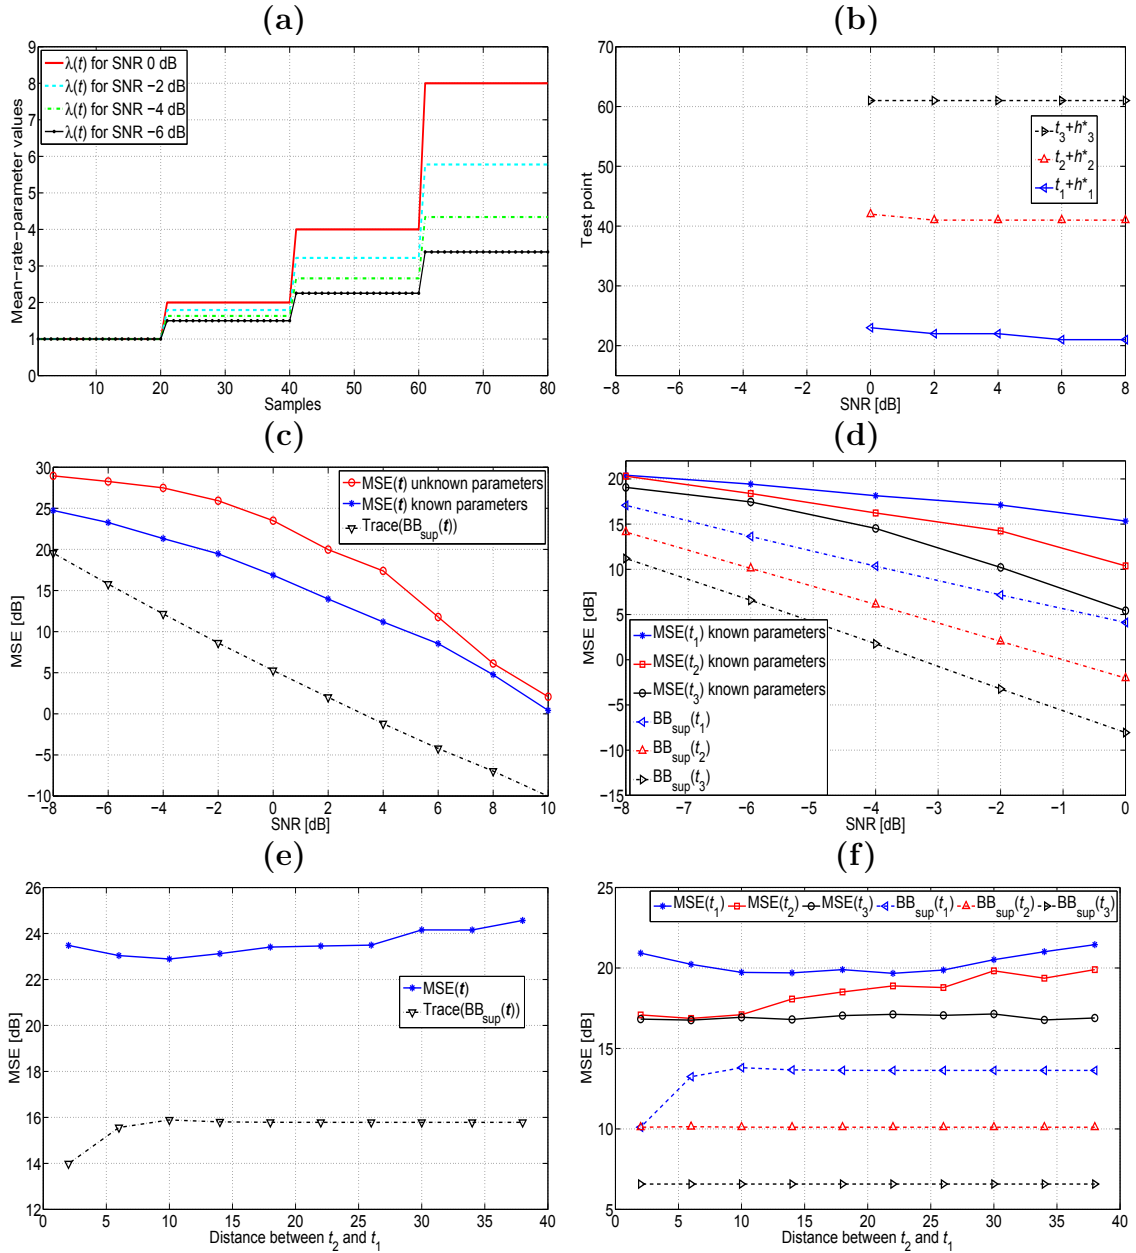 (a)
9
8
7
6
5
4
3
2
1
0
Mean−rate−parameter values
λ(t) for SNR 0 dB
λ(t) for SNR −2 dB
λ(t) for SNR −4 dB
λ(t) for SNR −6 dB
10 20 30 40 50 60 70 80
Samples
(b)
70
60
50
40
30
20
Test point
t3+h*3
t2+h*2
t1+h*1
−8 −6 −4 −2 0 2 4 6 8
SNR [dB]
(c)
30
25
20
15
10
5
0
−5
−10
MSE [dB]
MSE(t) unknown parameters
MSE(t) known parameters
Trace(BBsup(t))
−8 −6 −4 −2 0 2 4 6 8 10
SNR [dB]
(d)
20
15
10
5
0
−5
−10
−15
MSE [dB]
MSE(t1) known parameters
MSE(t2) known parameters
MSE(t3) known parameters
BBsup(t1)
BBsup(t2)
BBsup(t3)
−8 −7 −6 −5 −4 −3 −2 −1 0
SNR [dB]
(e)
26
24
22
20
18
16
14
12
MSE [dB]
MSE(t)
Trace(BBsup(t))
0 5 10 15 20 25 30 35 40
Distance between t2 and t1
(f)
25
20
15
10
5
MSE [dB]
MSE(t1) MSE(t2) MSE(t3) BBsup(t1) BBsup(t2) BBsup(t3)
0 5 10 15 20 25 30 35 40
Distance between t2 and t1